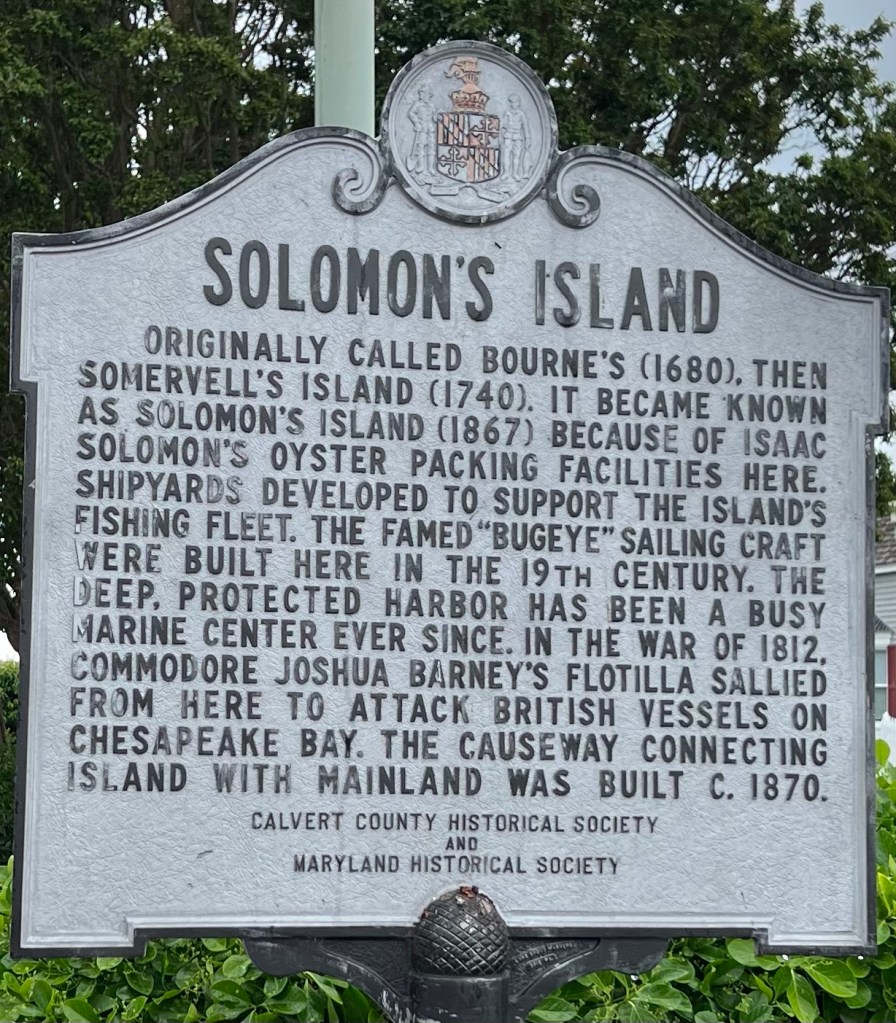 SOLOMON'S ISLAND
ORIGINALLY CALLED BOURNE'S (1680), THEN
SOMERVELL'S ISLAND (1740). IT BECAME KNOWN
AS SOLOMON'S ISLAND (1867) BECAUSE OF ISAAC
SOLOMON'S OYSTER PACKING FACILITIES HERE.
SHIPYARDS DEVELOPED TO SUPPORT THE ISLAND'S
FISHING FLEET. THE FAMED "BUGEYE" SAILING CRAFT
WERE BUILT HERE IN THE 19TH CENTURY. THE
DEEP, PROTECTED HARBOR HAS BEEN A BUSY
MARINE CENTER EVER SINCE. IN THE WAR OF 1812,
COMMODORE JOSHUA BARNEY'S FLOTILLA SALLIED
FROM HERE TO ATTACK BRITISH VESSELS ON
CHESAPEAKE BAY. THE CAUSEWAY CONNECTING
ISLAND WITH MAINLAND WAS BUILT C. 1870.
CALVERT COUNTY HISTORICAL SOCIETY
AND
MARYLAND HISTORICAL SOCIETY